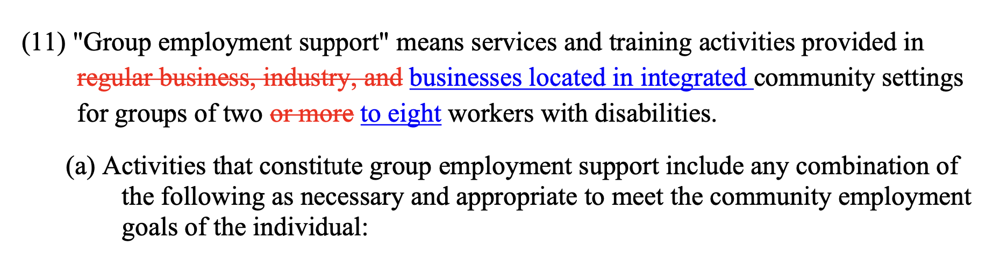 (11) "Group employment support" means services and training activities provided in
regular business, industry, and businesses located in integrated community settings
for groups of two or more to eight workers with disabilities.
(a) Activities that constitute group employment support include any combination of
the following as necessary and appropriate to meet the community employment
goals of the individual: